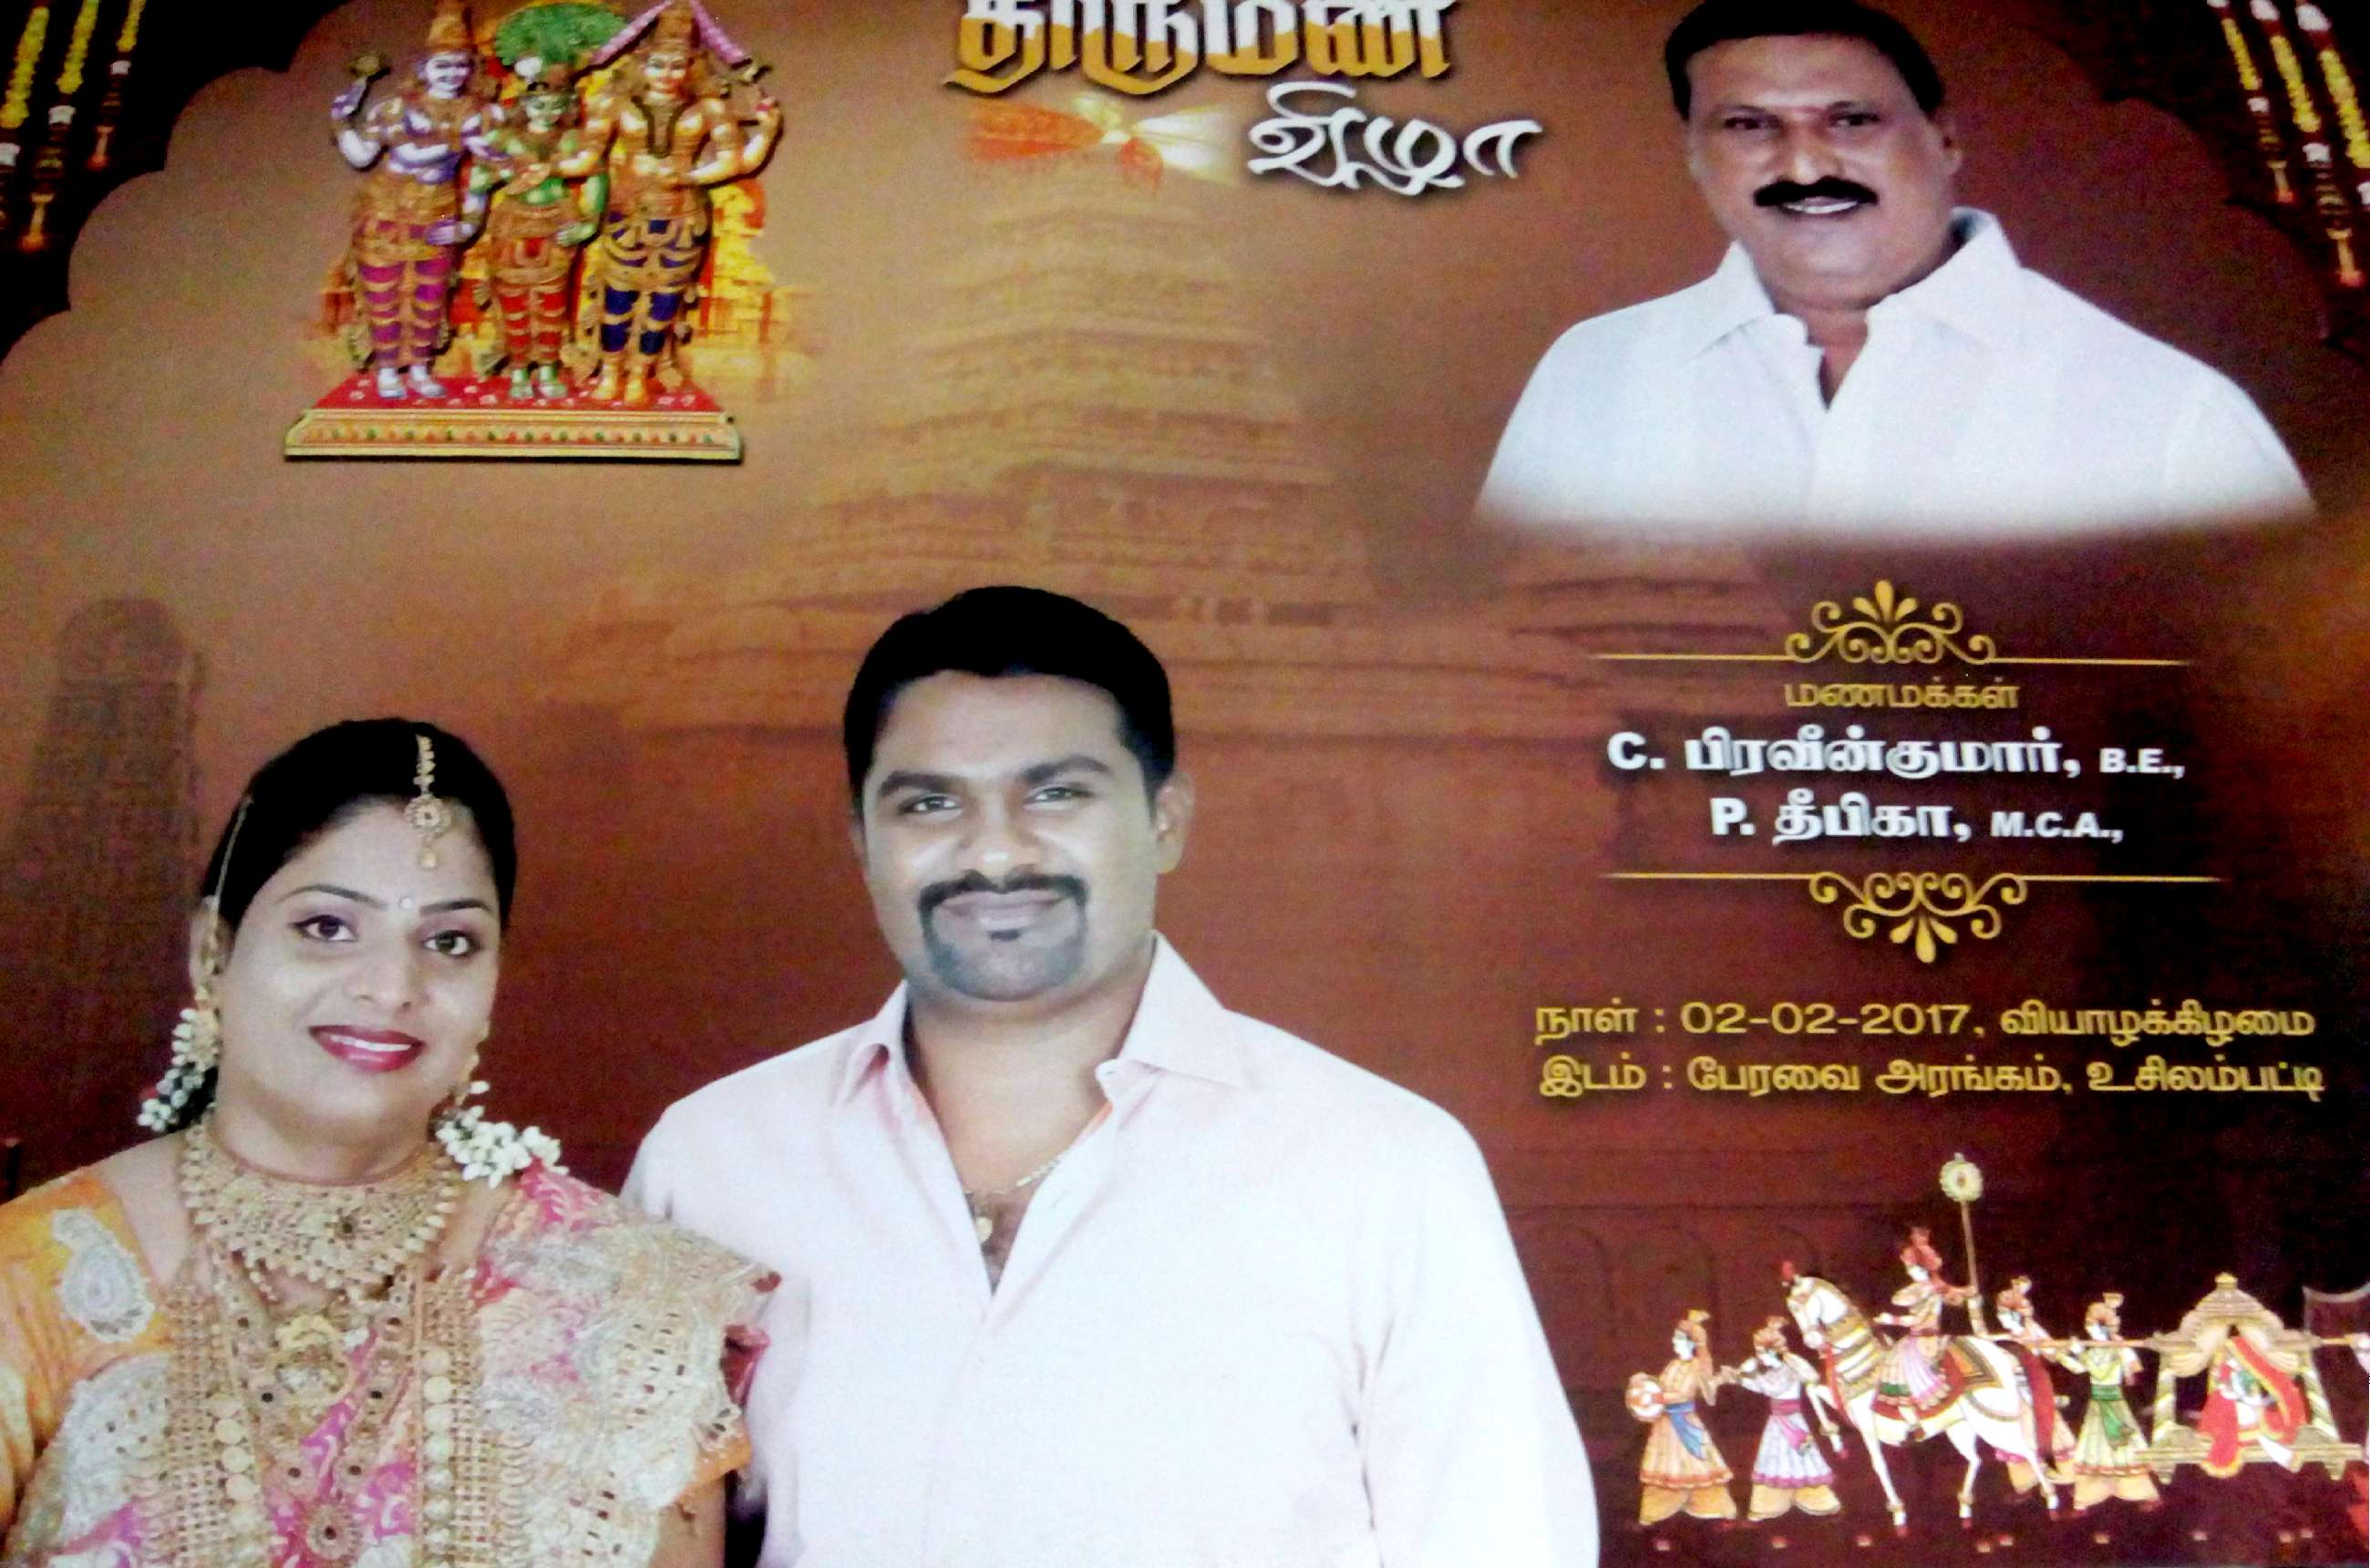 திருமண
விழா
மணமக்கள்
C. பிரவீன்குமார், B.E.,
P. தீபிகா, M.C.A.,
நாள் : 02-02-2017, வியாழக்கிழமை
இடம் : பேரவை அரங்கம், உசிலம்பட்டி